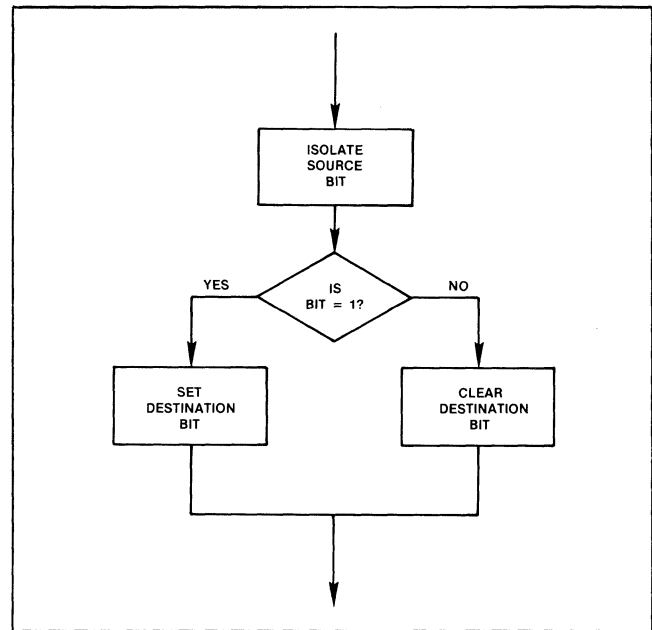 ISOLATE
SOURCE
BIT
IS
BIT = 1?
YES
NO
SET
DESTINATION
BIT
CLEAR
DESTINATION
BIT